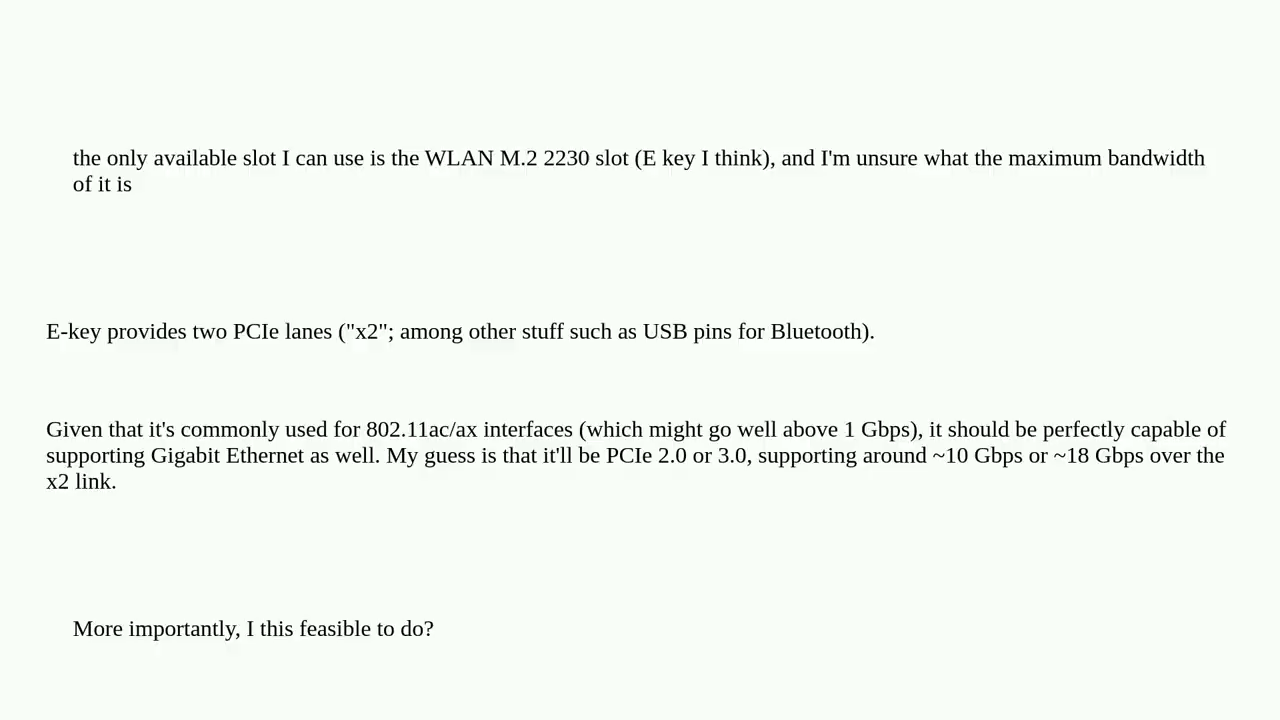 the only available slot I can use is the WLAN M.2 2230 slot (E key I think), and I'm unsure what the maximum bandwidth
of it is
E-key provides two PCIe lanes ("x2"; among other stuff such as USB pins for Bluetooth).
Given that it's commonly used for 802.11ac/ax interfaces (which might go well above 1 Gbps), it should be perfectly capable of
supporting Gigabit Ethernet as well. My guess is that it'll be PCIe 2.0 or 3.0, supporting around ~10 Gbps or ~18 Gbps over the
x2 link.
More importantly, I this feasible to do?